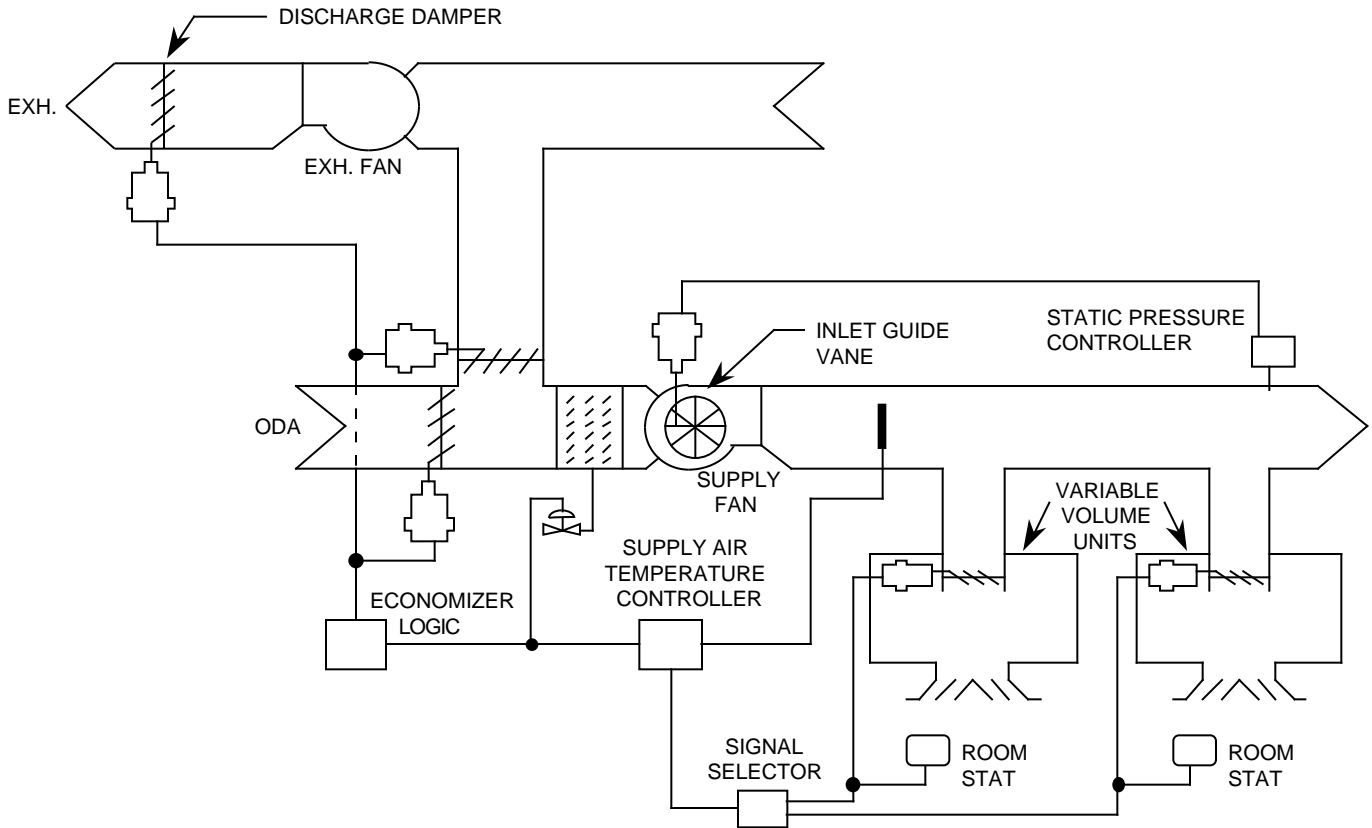 DISCHARGE DAMPER
EXH.
EXH. FAN
INLET GUIDE
VANE
STATIC PRESSURE
CONTROLLER
ODA
SUPPLY
FAN
VARIABLE
VOLUME
UNITS
SUPPLY AIR
TEMPERATURE
CONTROLLER
ECONOMIZER
LOGIC
SIGNAL
SELECTOR
ROOM
STAT
ROOM
STAT